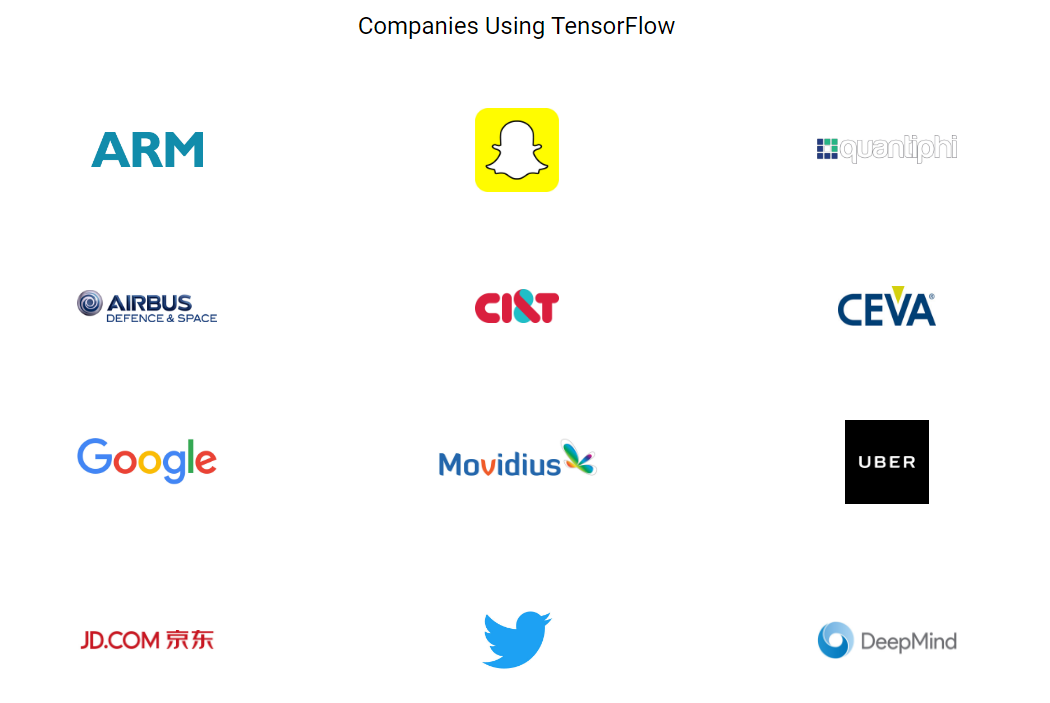 Companies Using TensorFlow
ARM
quantiphi
AIRBUS
DEFENCE & SPACE
CI&T
CEVA®
Google
Movidius
UBER
JD.COM 京东
DeepMind